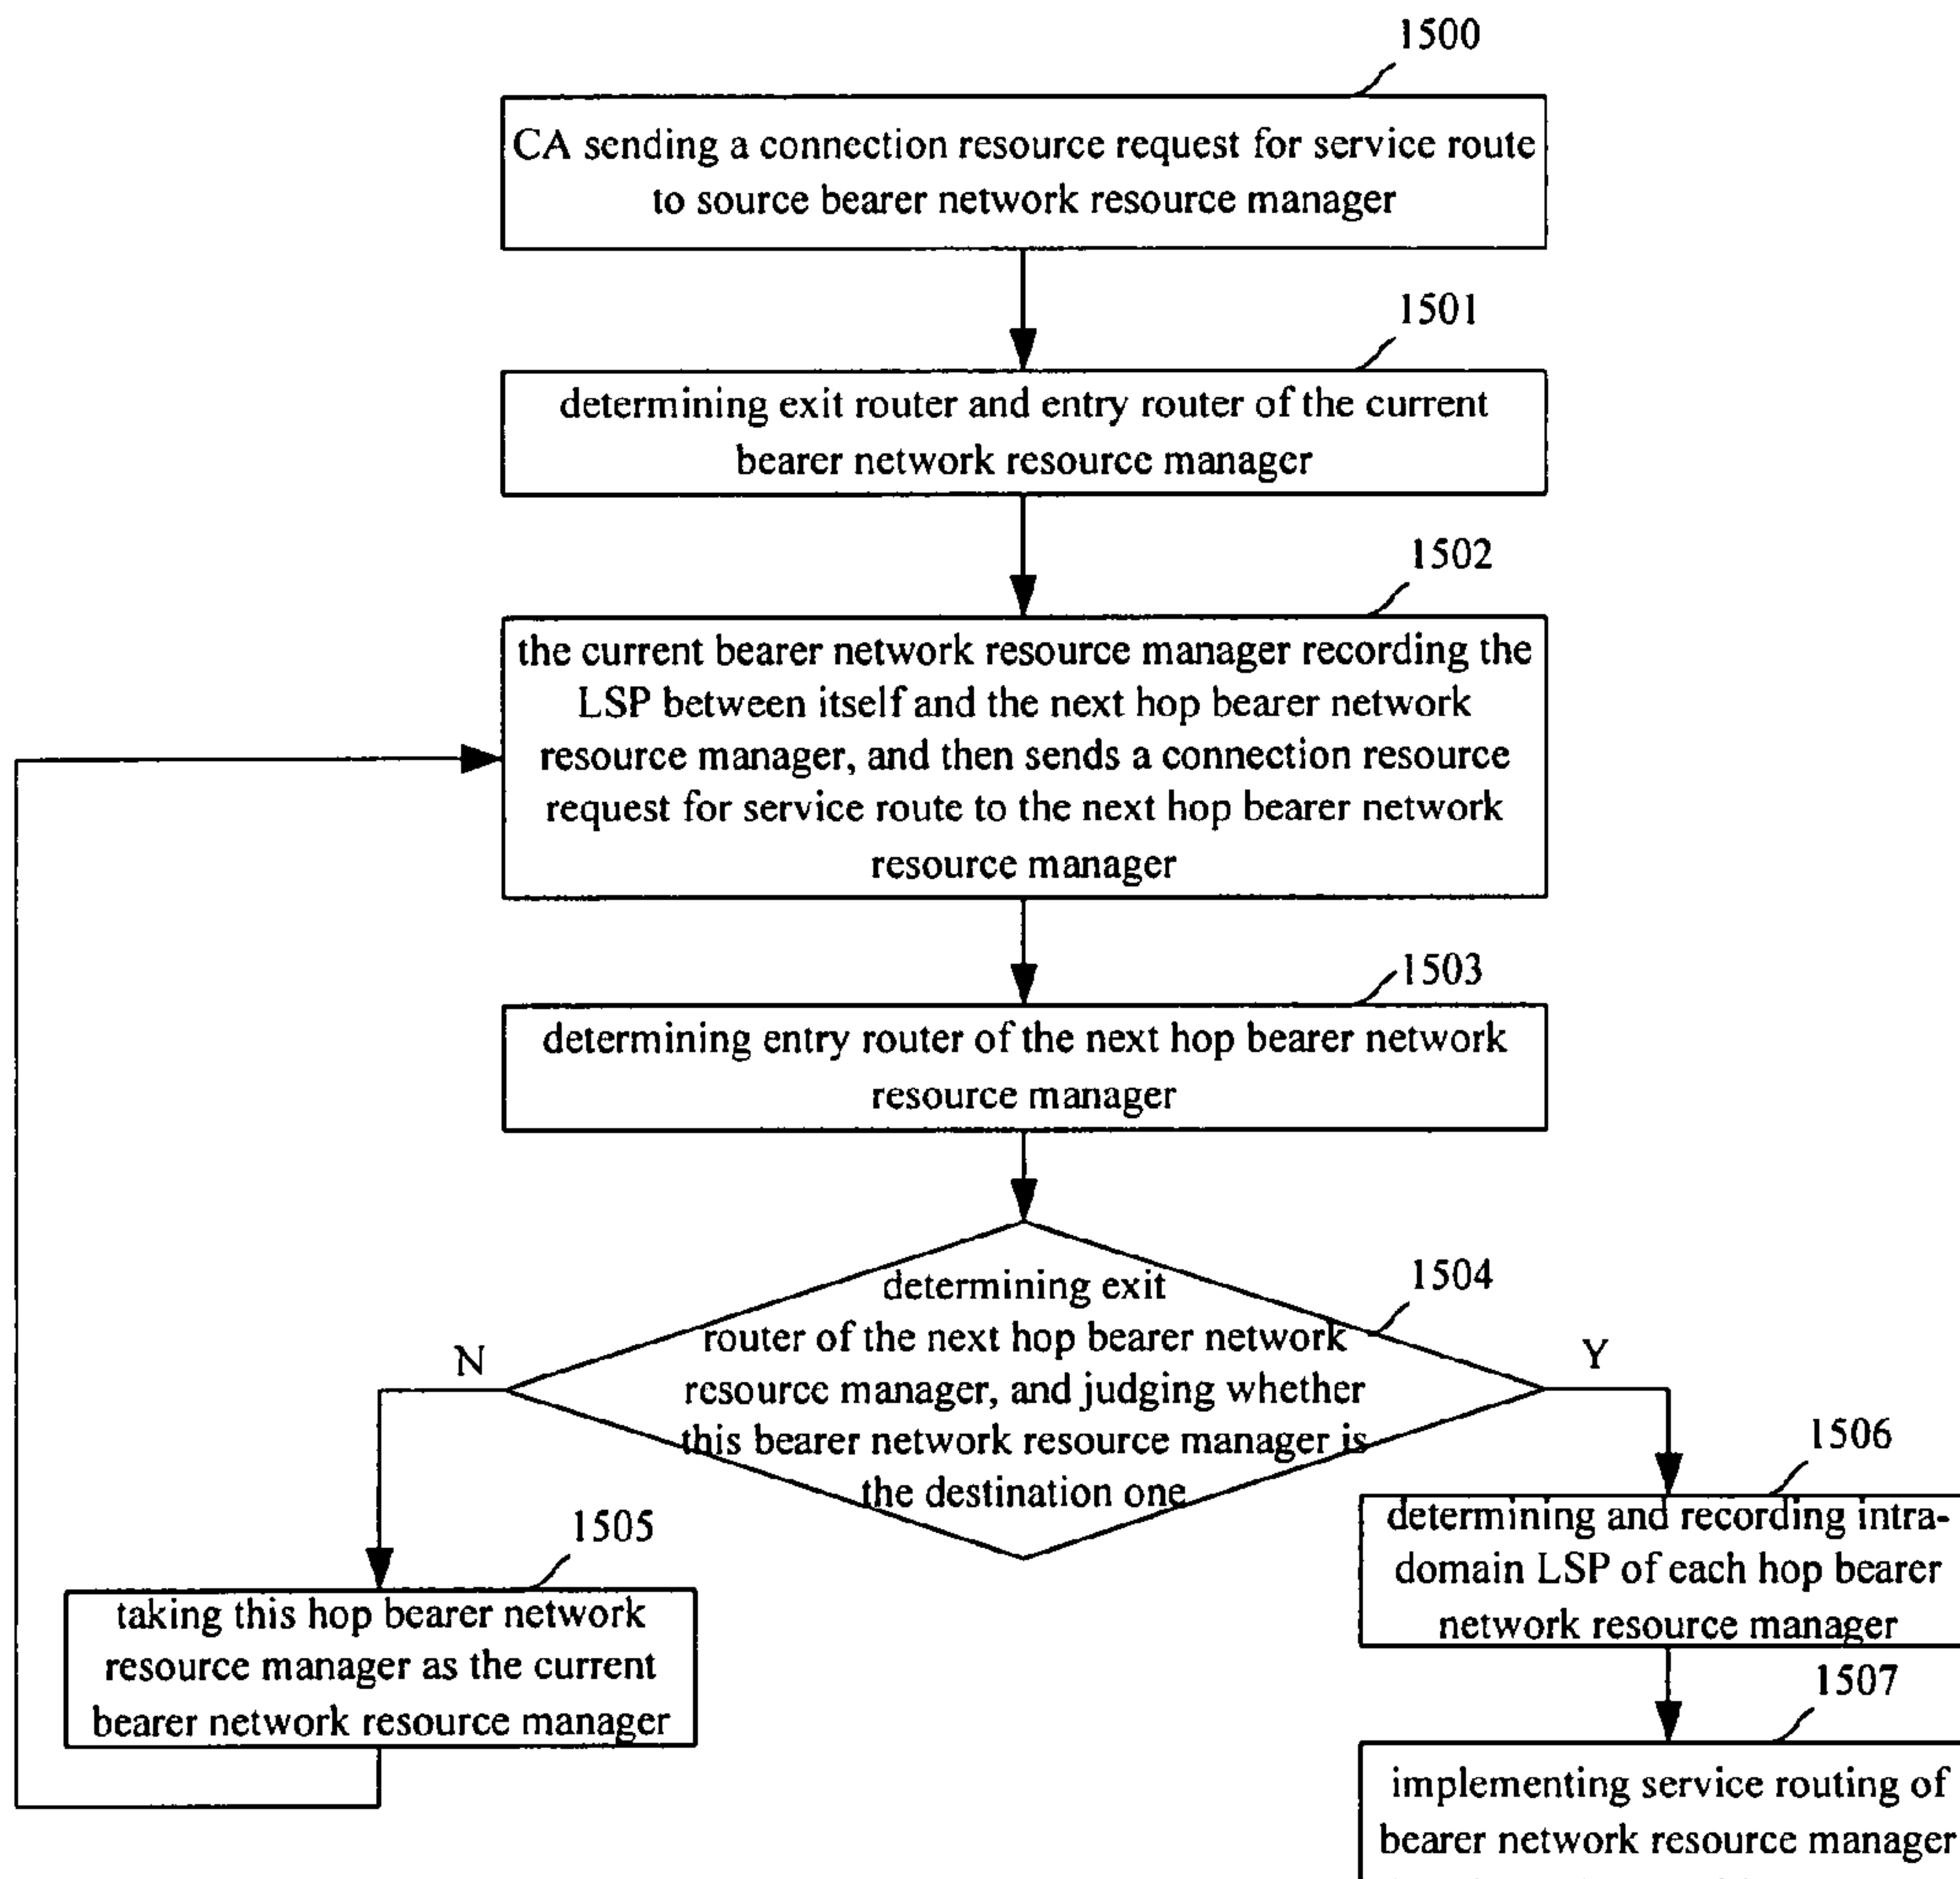 1500
CA sending a connection resource request for service route
to source bearer network resource manager
1501
determining exit router and entry router of the current
bearer network resource manager
1502
the current bearer network resource manager recording the
LSP between itself and the next hop bearer network
resource manager, and then sends a connection resource
request for service route to the next hop bearer network
resource manager
1503
determining entry router of the next hop bearer network
resource manager
1504
determining exit
router of the next hop bearer network
resource manager, and judging whether
this bearer network resource manager is
the destination one
N
Y
1505
taking this hop bearer network
resource manager as the current
bearer network resource manager
1506
determining and recording intra-
domain LSP of each hop bearer
network resource manager
1507
implementing service routing of
bearer network resource manager